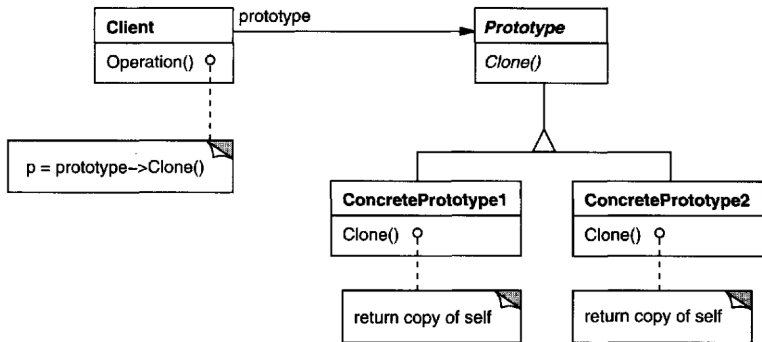 Client
prototype
Prototype
Operation()
Clone()
p = prototype->Clone()
ConcretePrototype1
ConcretePrototype2
Clone()
Clone()
return copy of self
return copy of self